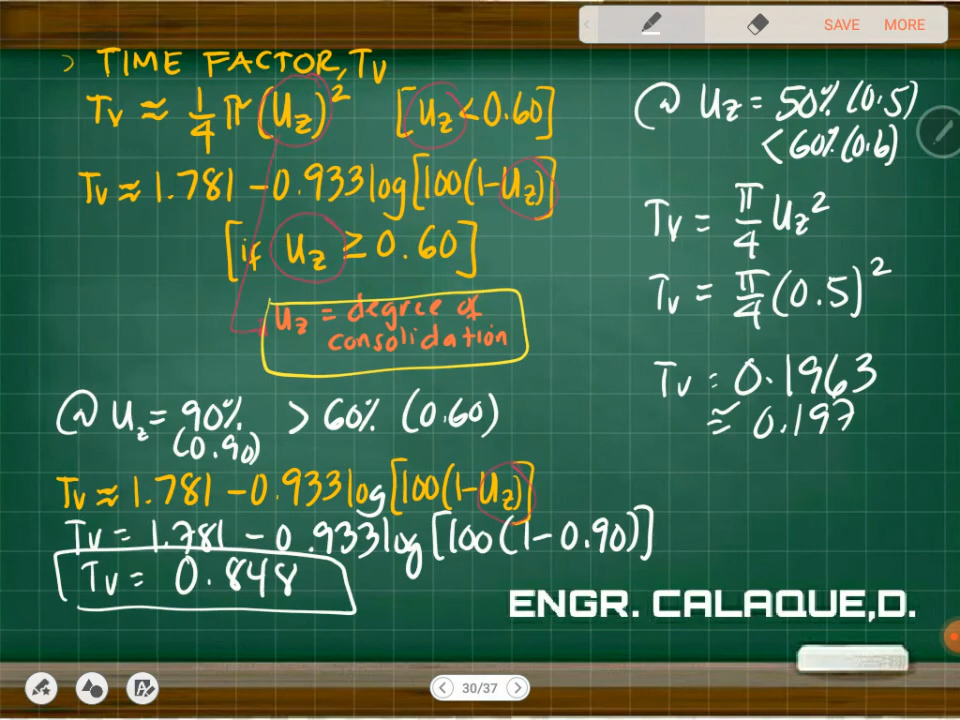 SAVE MORE
> TIME FACTOR, Tv
Tv ≈ 1/4 π (Uz)² [Uz < 0.60]
Tv ≈ 1.781 - 0.933 log [100(1-Uz)]
[if Uz ≥ 0.60]
Uz = degree of
consolidation
@ Uz = 90% > 60% (0.60)
(0.90)
Tv ≈ 1.781 - 0.933 log [100(1-Uz)]
Tv = 1.781 - 0.933 log [100(1-0.90)]
Tv = 0.848
@ Uz = 50% (0.5)
< 60% (0.6)
Tv = π/4 Uz²
Tv = π/4 (0.5)²
Tv = 0.1963
≈ 0.197
ENGR. CALAQUE,D.
30/37